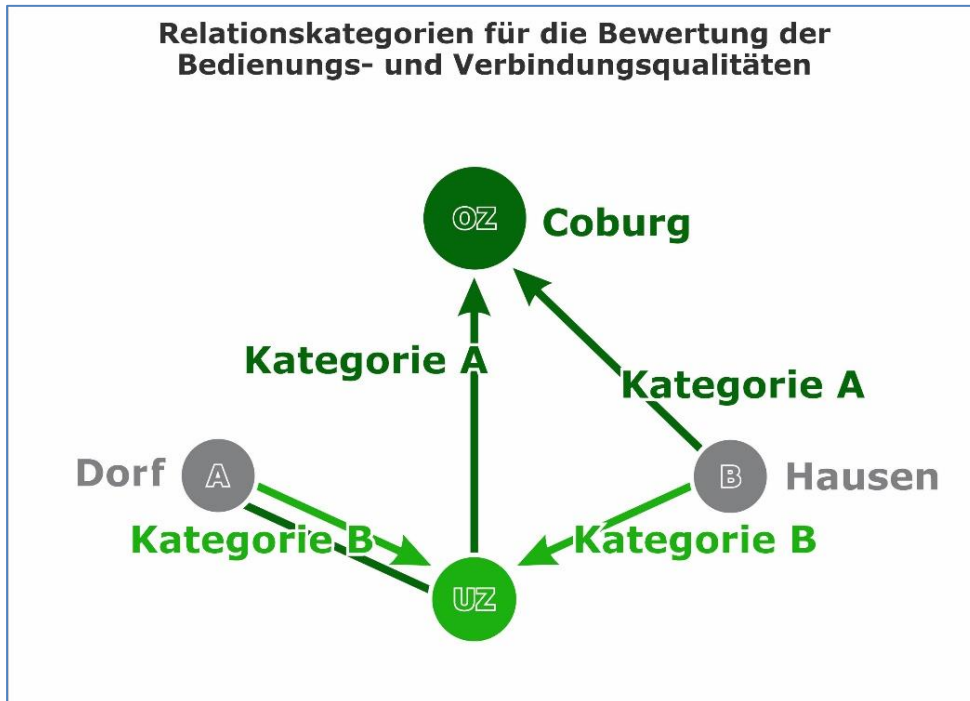 Relationskategorien für die Bewertung der
Bedienungs- und Verbindungsqualitäten
OZ Coburg
Kategorie A
Kategorie A
Dorf A
B Hausen
Kategorie B
Kategorie B
UZ